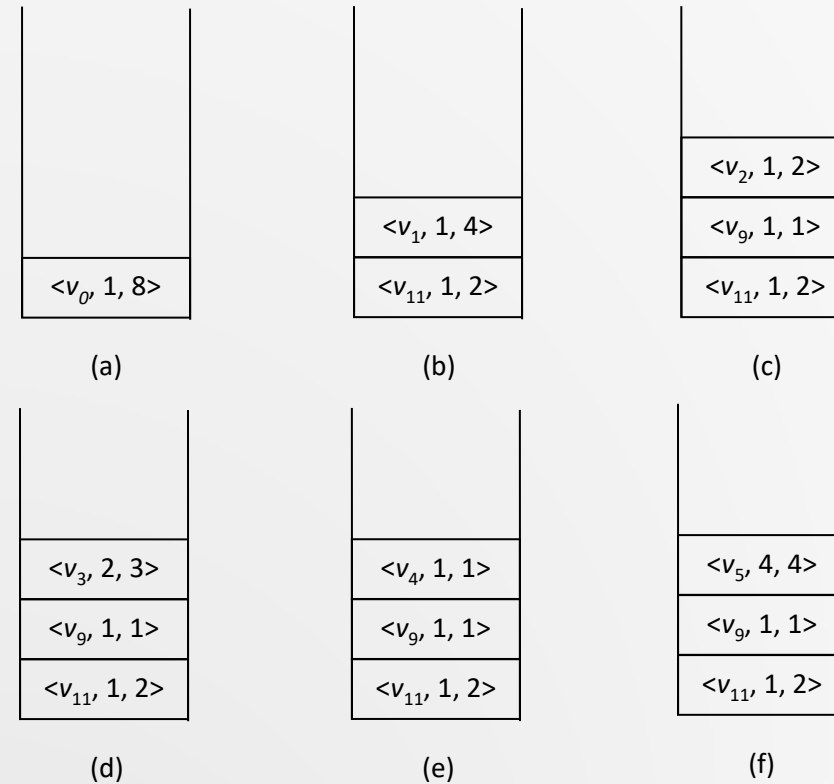 <v₀, 1, 8>
(a)
<v₁, 1, 4>
<v₁₁, 1, 2>
(b)
<v₂, 1, 2>
<v₉, 1, 1>
<v₁₁, 1, 2>
(c)
<v₃, 2, 3>
<v₉, 1, 1>
<v₁₁, 1, 2>
(d)
<v₄, 1, 1>
<v₉, 1, 1>
<v₁₁, 1, 2>
(e)
<v₅, 4, 4>
<v₉, 1, 1>
<v₁₁, 1, 2>
(f)